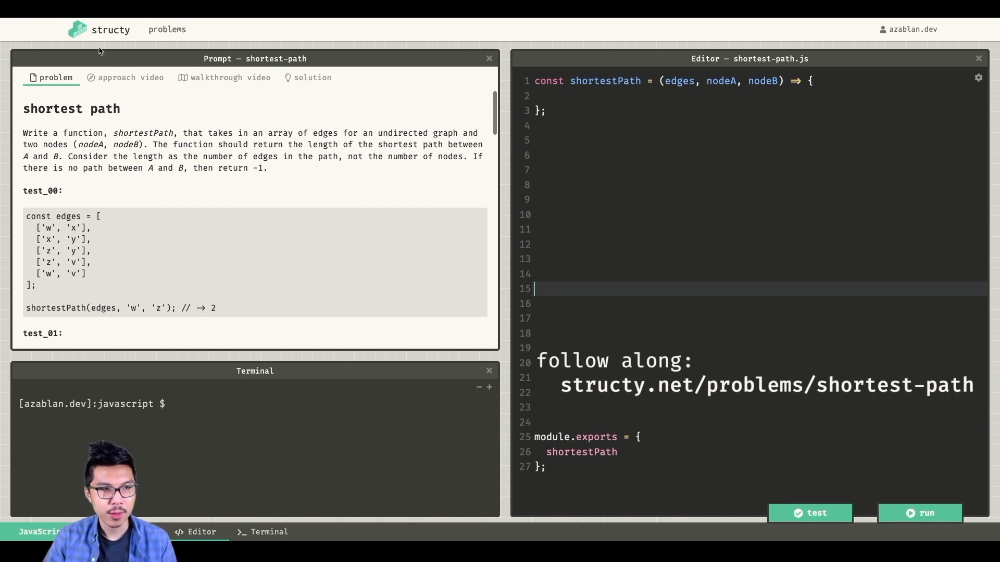 structy problems azablan.dev
Prompt — shortest-path
problem approach video walkthrough video solution
shortest path
Write a function, shortestPath, that takes in an array of edges for an undirected graph and
two nodes (nodeA, nodeB). The function should return the length of the shortest path between
A and B. Consider the length as the number of edges in the path, not the number of nodes. If
there is no path between A and B, then return -1.
test_00:
const edges = [
['w', 'x'],
['x', 'y'],
['z', 'y'],
['z', 'v'],
['w', 'v']
];
shortestPath(edges, 'w', 'z'); // -> 2
test_01:
Terminal
− +
[azablan.dev]:javascript $
Editor — shortest-path.js
1 const shortestPath = (edges, nodeA, nodeB) => {
2
3 };
4
5
6
7
8
9
10
11
12
13
14
15
16
17
18
19
20
21
22
23
24
25 module.exports = {
26 shortestPath
27 };
follow along:
structy.net/problems/shortest-path
test run
JavaScrip </> Editor >_ Terminal